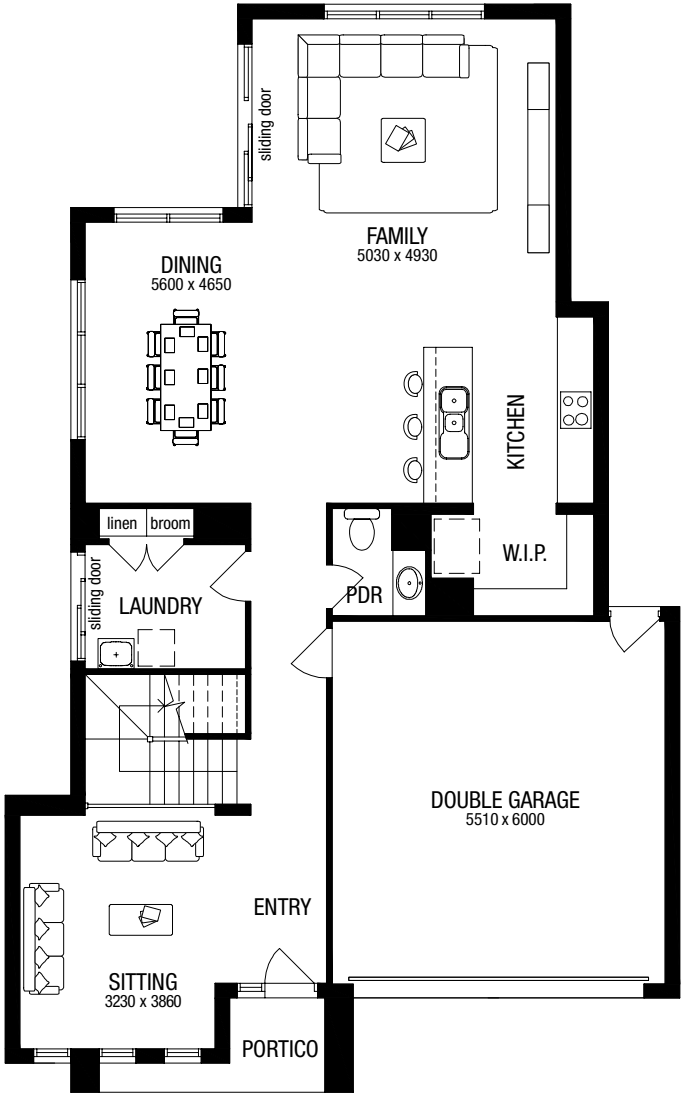 sliding door
FAMILY
5030 x 4930
DINING
5600 x 4650
KITCHEN
linen
broom
W.I.P.
sliding door
LAUNDRY
PDR
DOUBLE GARAGE
5510 x 6000
ENTRY
SITTING
3230 x 3860
PORTICO